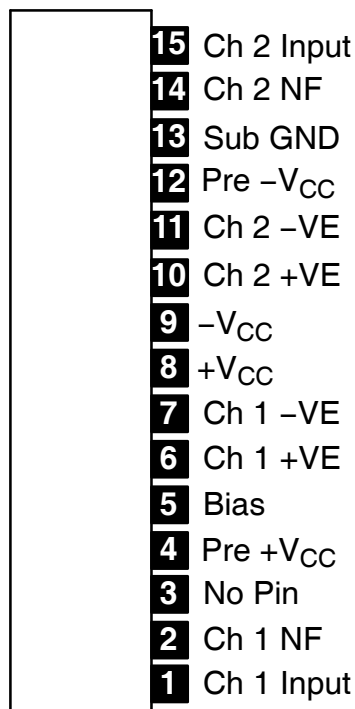 15 Ch 2 Input
14 Ch 2 NF
13 Sub GND
12 Pre −VCC
11 Ch 2 −VE
10 Ch 2 +VE
9 −VCC
8 +VCC
7 Ch 1 −VE
6 Ch 1 +VE
5 Bias
4 Pre +VCC
3 No Pin
2 Ch 1 NF
1 Ch 1 Input